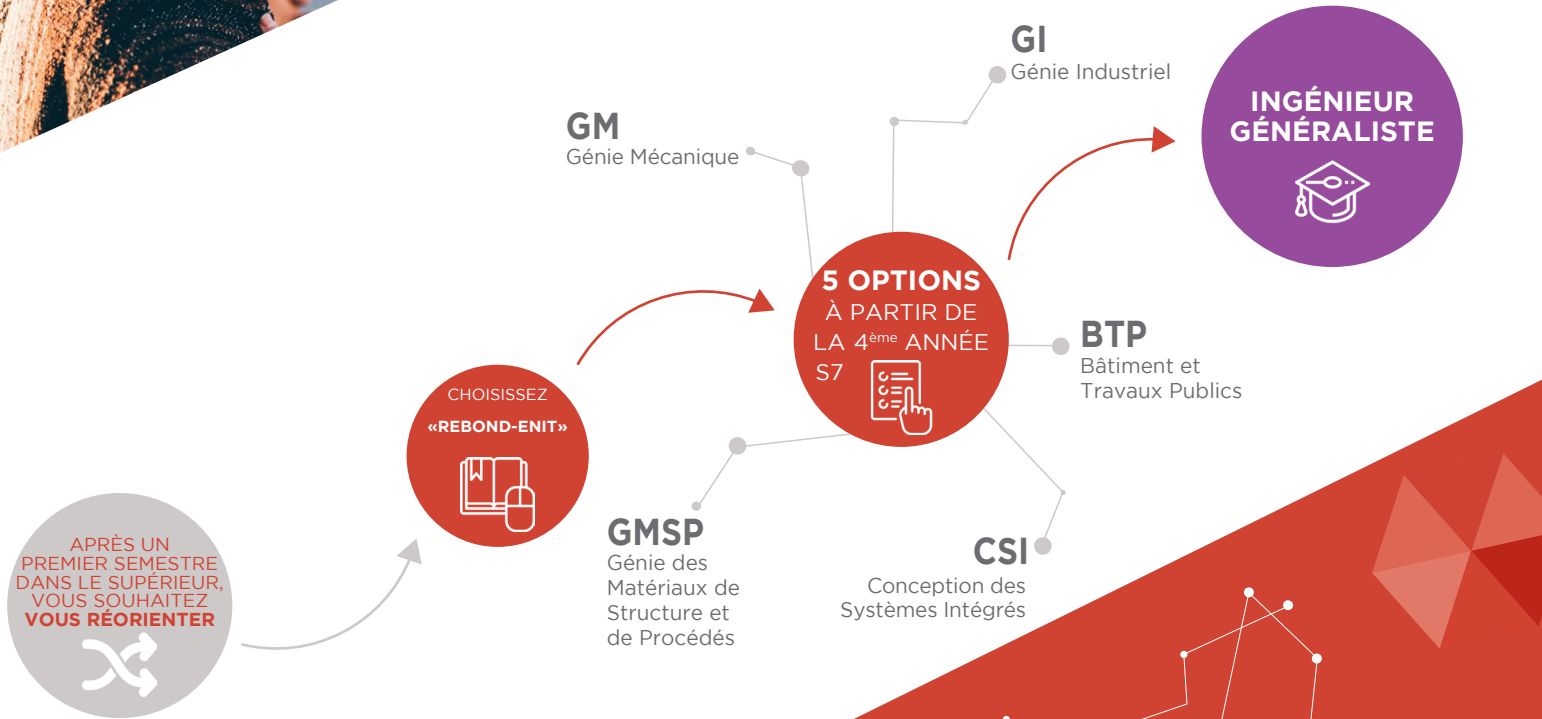 APRÈS UN
PREMIER SEMESTRE
DANS LE SUPÉRIEUR,
VOUS SOUHAITEZ
VOUS RÉORIENTER
CHOISISSEZ
«REBOND-ENIT»
5 OPTIONS
À PARTIR DE
LA 4ème ANNÉE
S7
GM
Génie Mécanique
GI
Génie Industriel
BTP
Bâtiment et
Travaux Publics
CSI
Conception des
Systèmes Intégrés
GMSP
Génie des
Matériaux de
Structure et
de Procédés
INGÉNIEUR
GÉNÉRALISTE